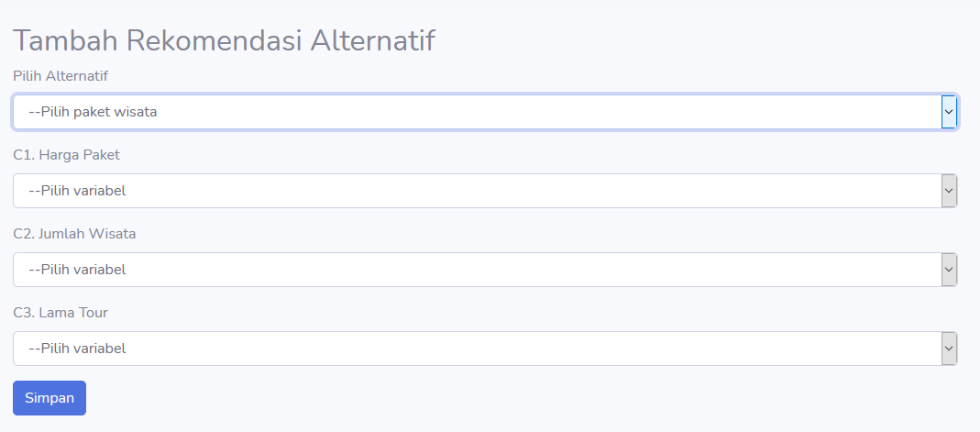 Tambah Rekomendasi Alternatif
Pilih Alternatif
--Pilih paket wisata
C1. Harga Paket
--Pilih variabel
C2. Jumlah Wisata
--Pilih variabel
C3. Lama Tour
--Pilih variabel
Simpan